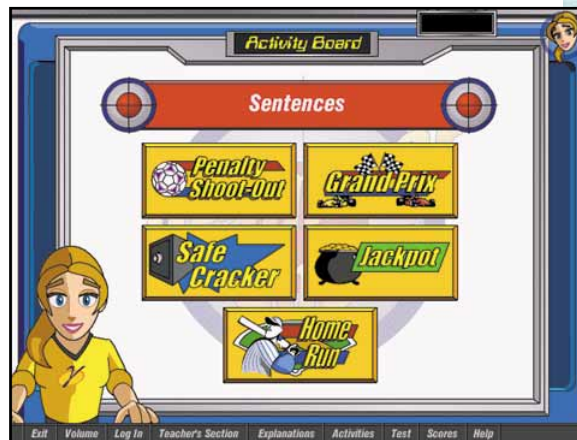 Activity Board
Sentences
Penalty
Shoot-Out
Grand Prix
Safe
Cracker
Jackpot
Home
Run
Exit Volume Log In Teacher's Section Explanations Activities Test Scores Help